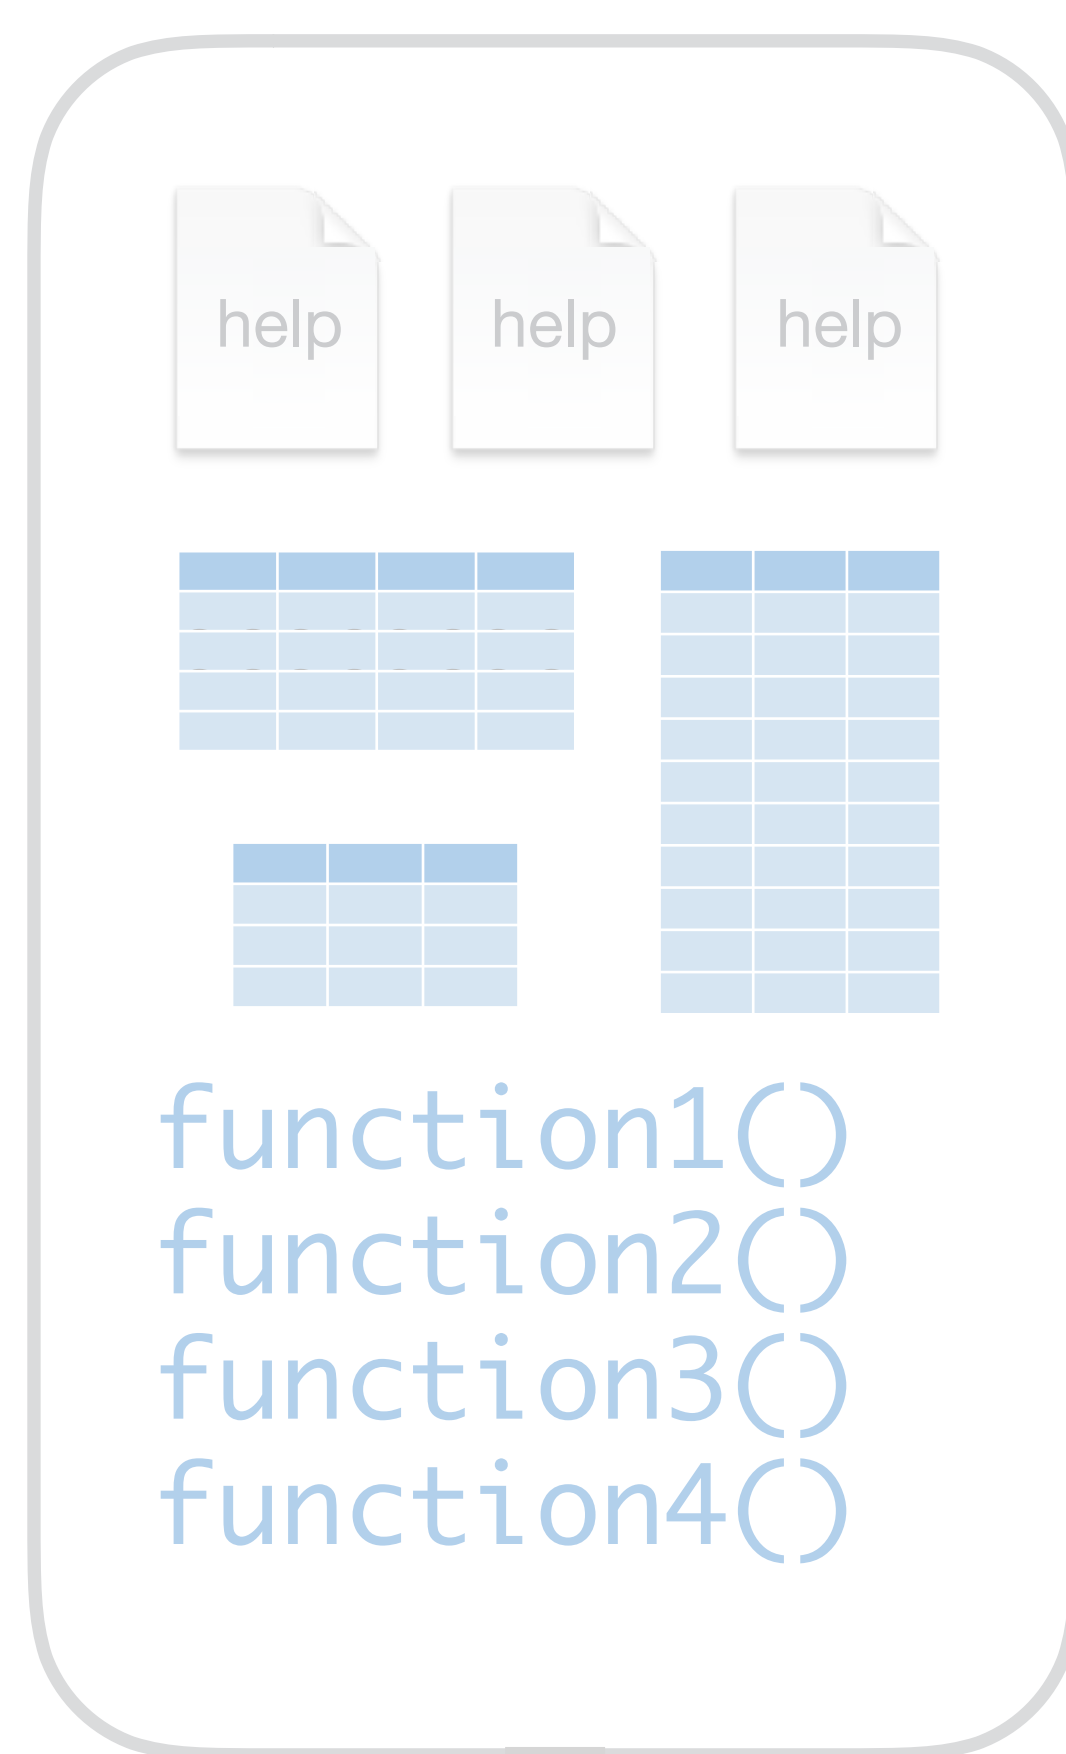 help help help
function1()
function2()
function3()
function4()